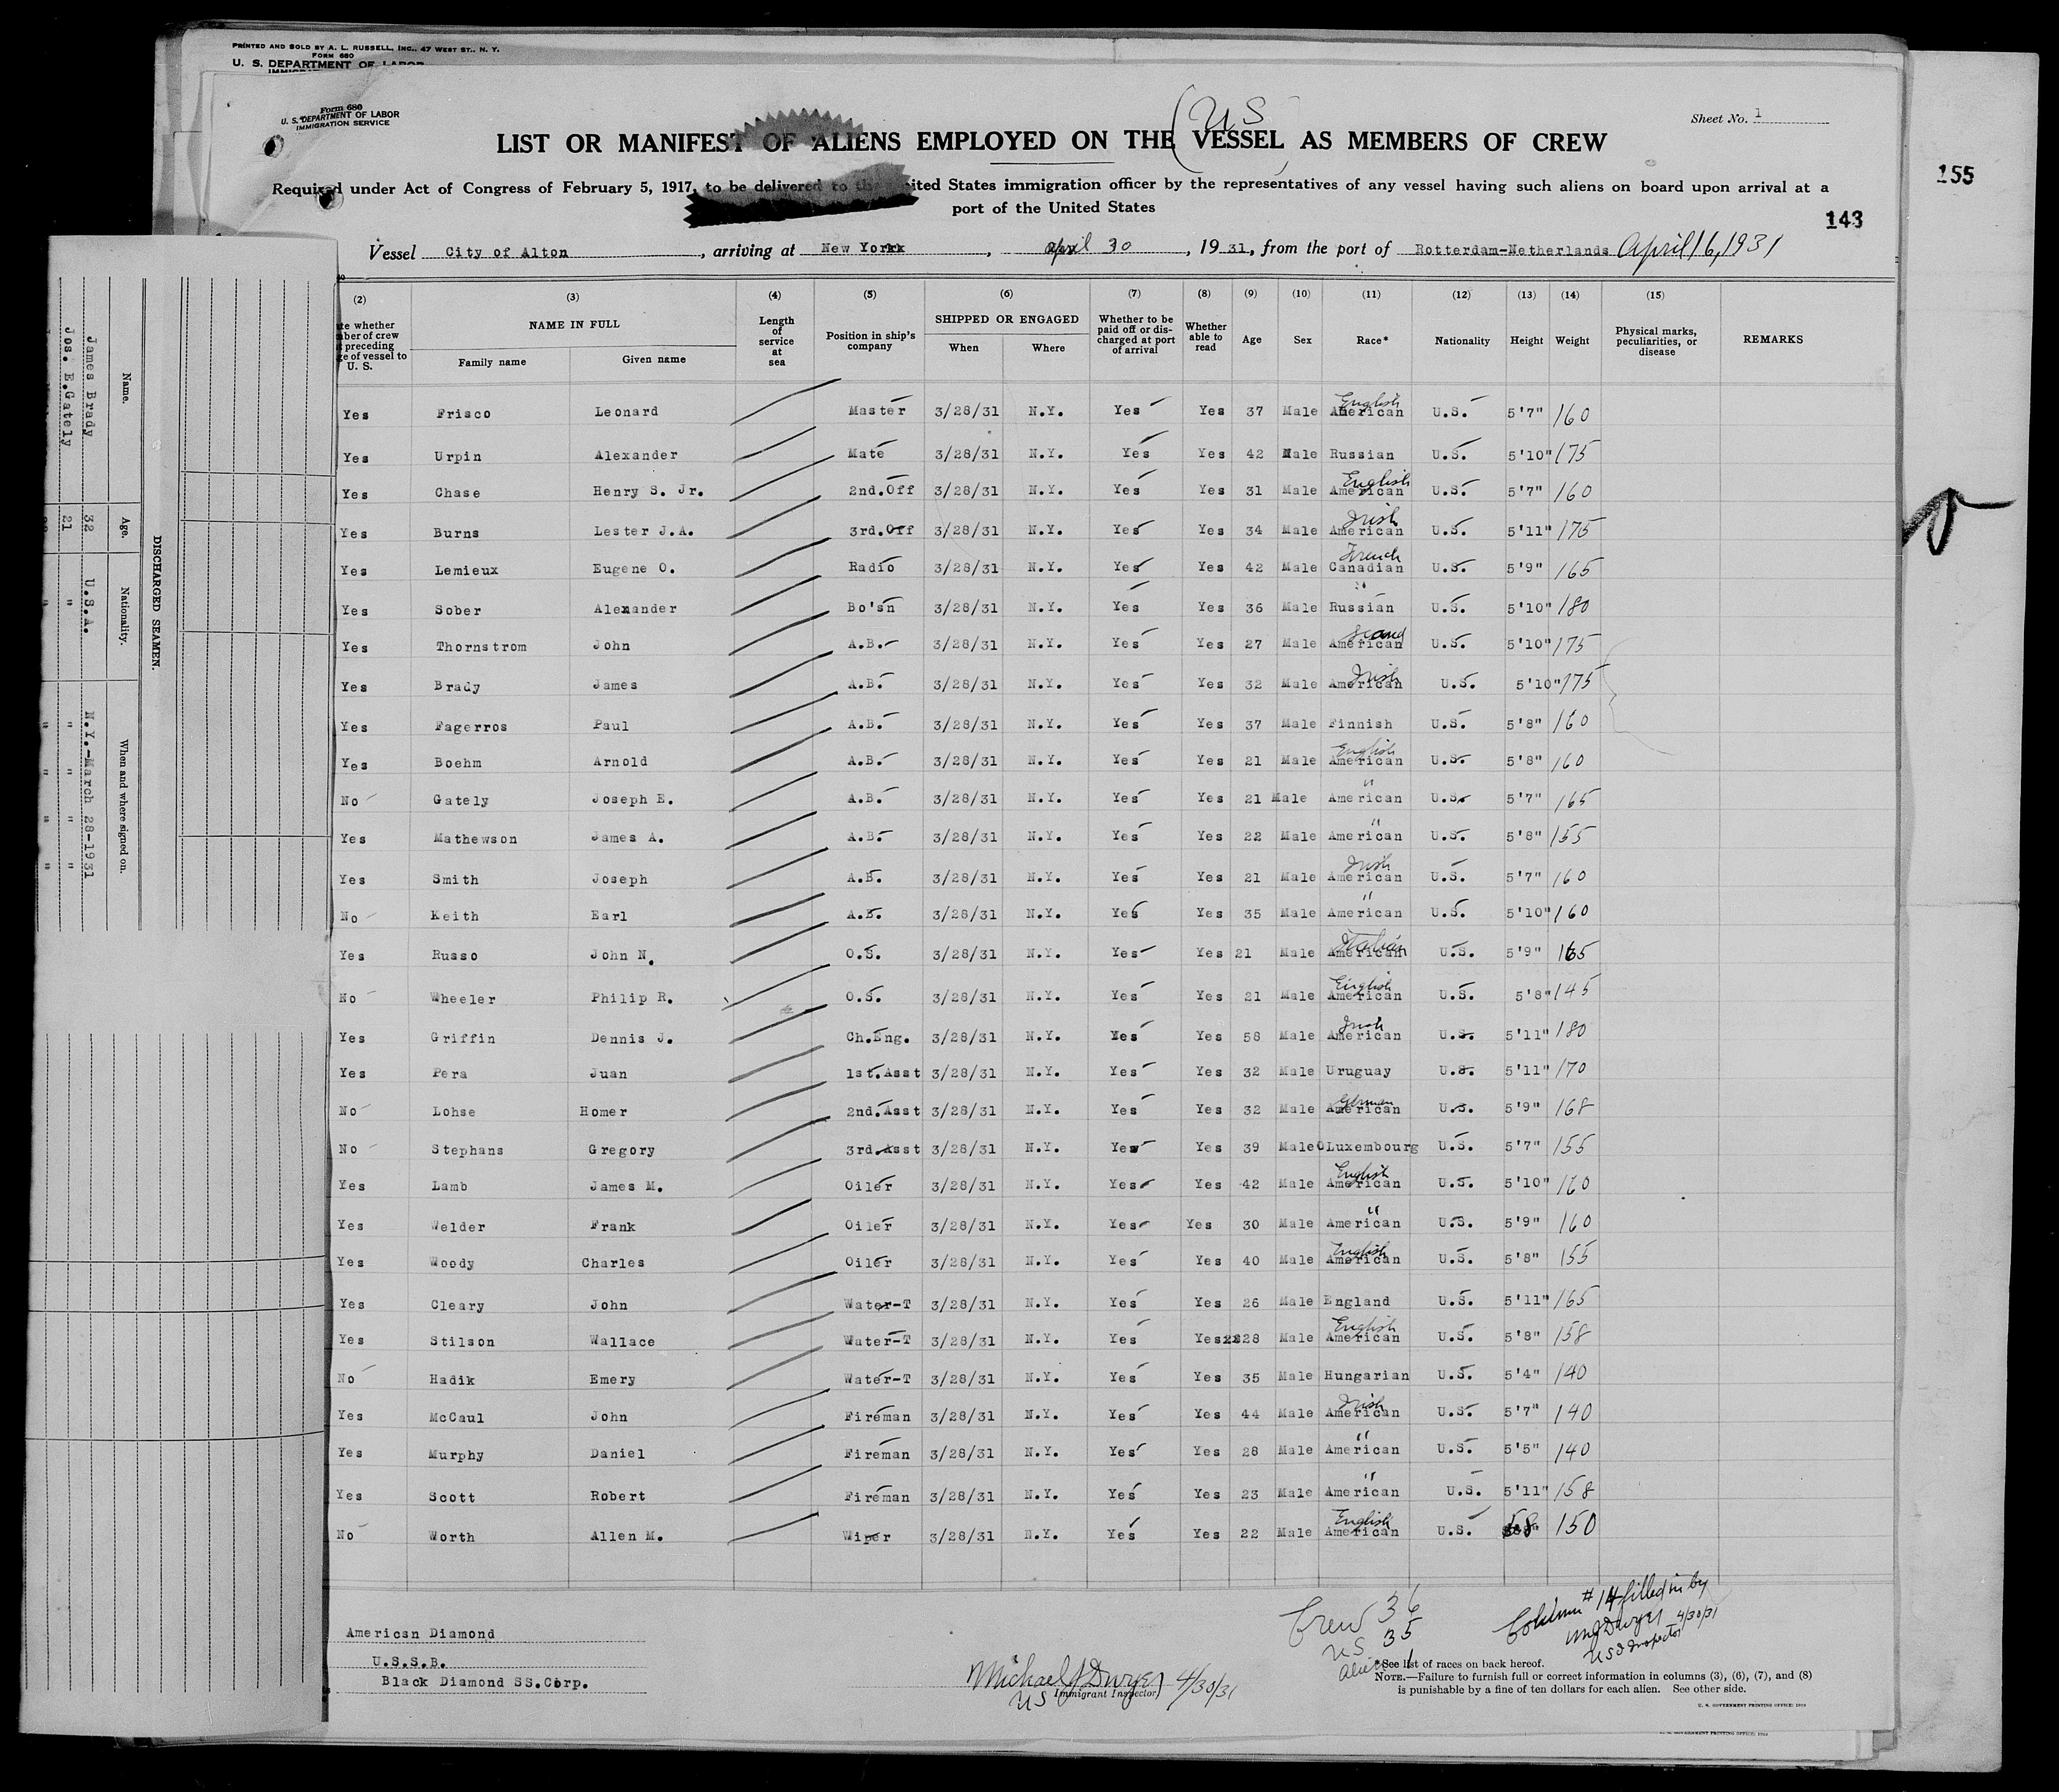 PRINTED AND SOLD BY A. L. RUSSELL, INC., 47 WEST ST., N. Y.
FORM 680
U. S. DEPARTMENT OF LABOR
Form 680
U. S. DEPARTMENT OF LABOR
IMMIGRATION SERVICE
(US)
Sheet No. 1
LIST OR MANIFEST OF ALIENS EMPLOYED ON THE VESSEL AS MEMBERS OF CREW
155
Required under Act of Congress of February 5, 1917, to be delivered to the United States immigration officer by the representatives of any vessel having such aliens on board upon arrival at a
port of the United States
143
Vessel City of Alton, arriving at New York, April 30, 1931, from the port of Rotterdam-Netherlands April 16, 1931
(2) (3) (4) (5) (6) (7) (8) (9) (10) (11) (12) (13) (14) (15)
whether of crew preceding of vessel to U. S.
NAME IN FULL
Family name Given name
Length of service at sea
Position in ship's company
SHIPPED OR ENGAGED
When Where
Whether to be paid off or discharged at port of arrival
Whether able to read
Age Sex Race* Nationality Height Weight
Physical marks, peculiarities, or disease
REMARKS
Yes Frisco Leonard Master 3/28/31 N.Y. Yes Yes 37 Male American English U.S. 5'7" 160
Yes Urpin Alexander Mate 3/28/31 N.Y. Yes Yes 42 Male Russian U.S. 5'10" 175
Yes Chase Henry S. Jr. 2nd.Off 3/28/31 N.Y. Yes Yes 31 Male American English U.S. 5'7" 160
Yes Burns Lester J.A. 3rd.Off 3/28/31 N.Y. Yes Yes 34 Male American Irish U.S. 5'11" 175
Yes Lemieux Eugene O. Radio 3/28/31 N.Y. Yes Yes 42 Male Canadian French U.S. 5'9" 165
Yes Sober Alexander Bo'sn 3/28/31 N.Y. Yes Yes 36 Male Russian U.S. 5'10" 180
Yes Thornstrom John A.B. 3/28/31 N.Y. Yes Yes 27 Male American Scand U.S. 5'10" 175
Yes Brady James A.B. 3/28/31 N.Y. Yes Yes 32 Male American Irish U.S. 5'10" 175
Yes Fagerros Paul A.B. 3/28/31 N.Y. Yes Yes 37 Male Finnish U.S. 5'8" 160
Yes Boehm Arnold A.B. 3/28/31 N.Y. Yes Yes 21 Male American English U.S. 5'8" 160
No Gately Joseph E. A.B. 3/28/31 N.Y. Yes Yes 21 Male American " U.S. 5'7" 165
Yes Mathewson James A. A.B. 3/28/31 N.Y. Yes Yes 22 Male American " U.S. 5'8" 155
Yes Smith Joseph A.B. 3/28/31 N.Y. Yes Yes 21 Male American Irish U.S. 5'7" 160
No Keith Earl A.B. 3/28/31 N.Y. Yes Yes 35 Male American " U.S. 5'10" 160
Yes Russo John N. O.S. 3/28/31 N.Y. Yes Yes 21 Male American Italian U.S. 5'9" 165
No Wheeler Philip R. O.S. 3/28/31 N.Y. Yes Yes 21 Male American English U.S. 5'8" 145
Yes Griffin Dennis J. Ch.Eng. 3/28/31 N.Y. Yes Yes 58 Male American Irish U.S. 5'11" 180
Yes Pera Juan 1st.Asst 3/28/31 N.Y. Yes Yes 32 Male Uruguay U.S. 5'11" 170
No Lohse Homer 2nd.Asst 3/28/31 N.Y. Yes Yes 32 Male American German U.S. 5'9" 168
No Stephans Gregory 3rd.Asst 3/28/31 N.Y. Yes Yes 39 Male Luxembourg U.S. 5'7" 155
Yes Lamb James M. Oiler 3/28/31 N.Y. Yes Yes 42 Male American English U.S. 5'10" 160
Yes Welder Frank Oiler 3/28/31 N.Y. Yes Yes 30 Male American " U.S. 5'9" 160
Yes Woody Charles Oiler 3/28/31 N.Y. Yes Yes 40 Male American English U.S. 5'8" 155
Yes Cleary John Water-T 3/28/31 N.Y. Yes Yes 26 Male England U.S. 5'11" 165
Yes Stilson Wallace Water-T 3/28/31 N.Y. Yes Yes 28 Male American English U.S. 5'8" 158
No Hadik Emery Water-T 3/28/31 N.Y. Yes Yes 35 Male Hungarian U.S. 5'4" 140
Yes McCaul John Fireman 3/28/31 N.Y. Yes Yes 44 Male American Irish U.S. 5'7" 140
Yes Murphy Daniel Fireman 3/28/31 N.Y. Yes Yes 28 Male American " U.S. 5'5" 140
Yes Scott Robert Fireman 3/28/31 N.Y. Yes Yes 23 Male American " U.S. 5'11" 158
No Worth Allen M. Wiper 3/28/31 N.Y. Yes Yes 22 Male American English U.S. 58 150
Crew 36
US 35
Alien 1
Column # 14 filled in by
Dwyer 4/30/31
US Inspector
American Diamond
U.S.S.B.
Black Diamond SS.Corp.
Michael J Dwyer 4/30/31
US Immigrant Inspector
*See list of races on back hereof.
NOTE.—Failure to furnish full or correct information in columns (3), (6), (7), and (8)
is punishable by a fine of ten dollars for each alien. See other side.
DISCHARGED SEAMEN.
Name. Age. Nationality. When and where signed on.
James Brady 32 U.S.A. N.Y.-March 28-1931
Jos. E.Gately 21 " " " "